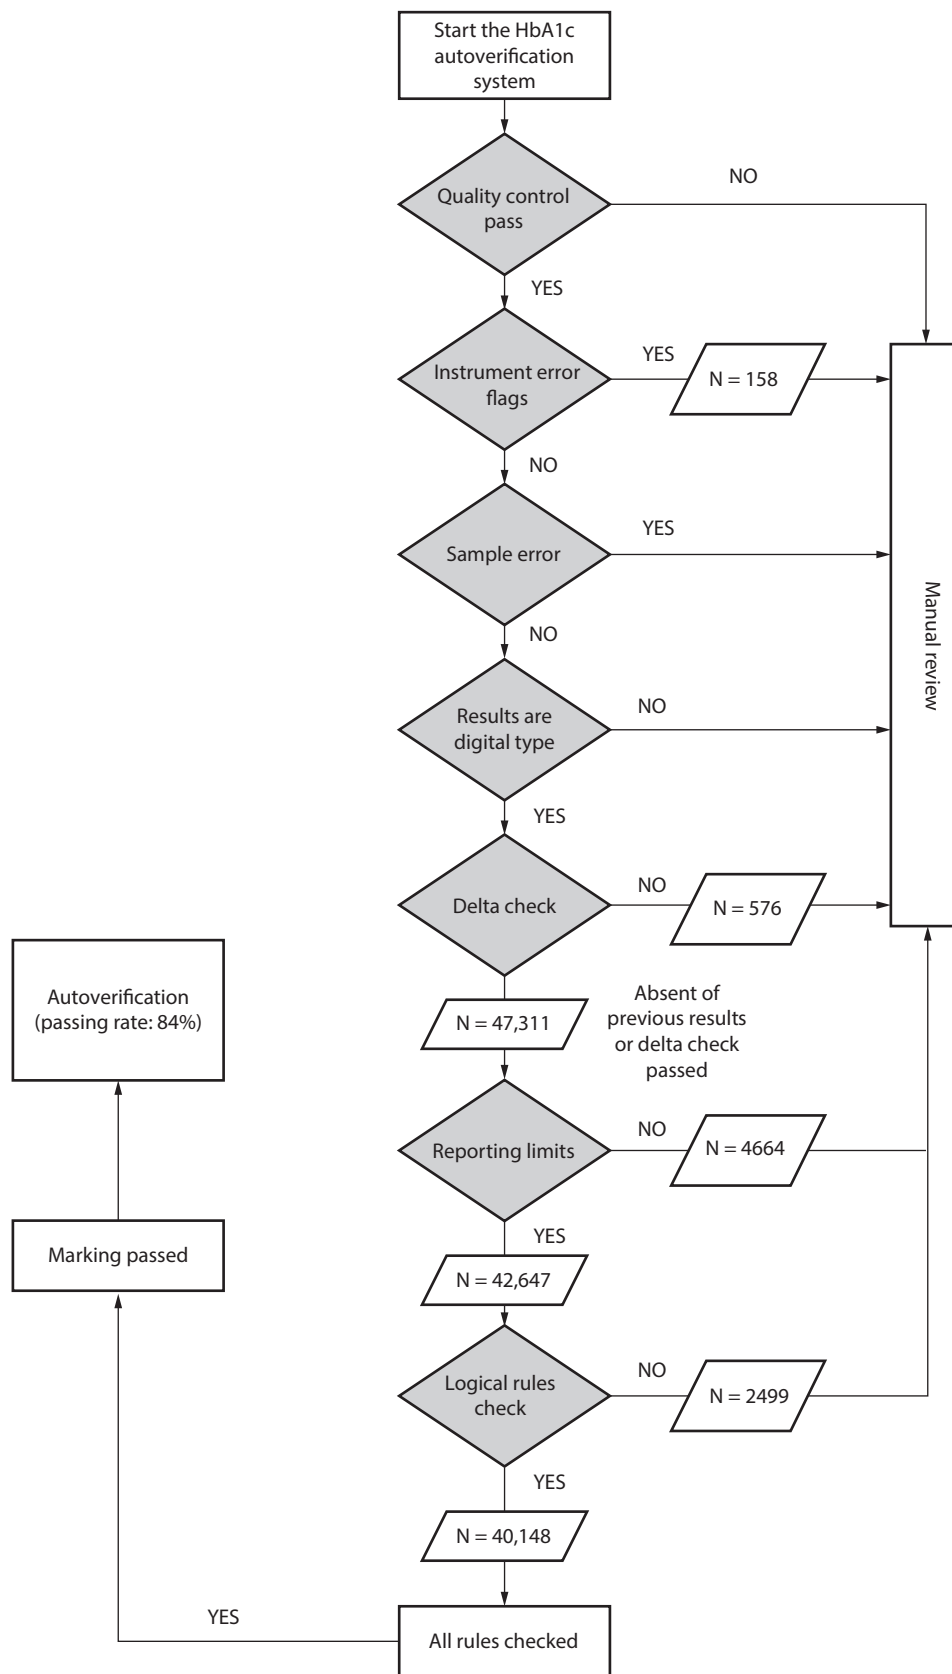 Start the HbA1c
autoverification
system
Quality control
pass
NO
YES
Instrument error
flags
YES
N = 158
NO
Sample error
YES
NO
Results are
digital type
NO
YES
Manual review
Delta check
NO
N = 576
N = 47,311
Absent of
previous results
or delta check
passed
Reporting limits
NO
N = 4664
YES
N = 42,647
Logical rules
check
NO
N = 2499
YES
N = 40,148
All rules checked
YES
Marking passed
Autoverification
(passing rate: 84%)